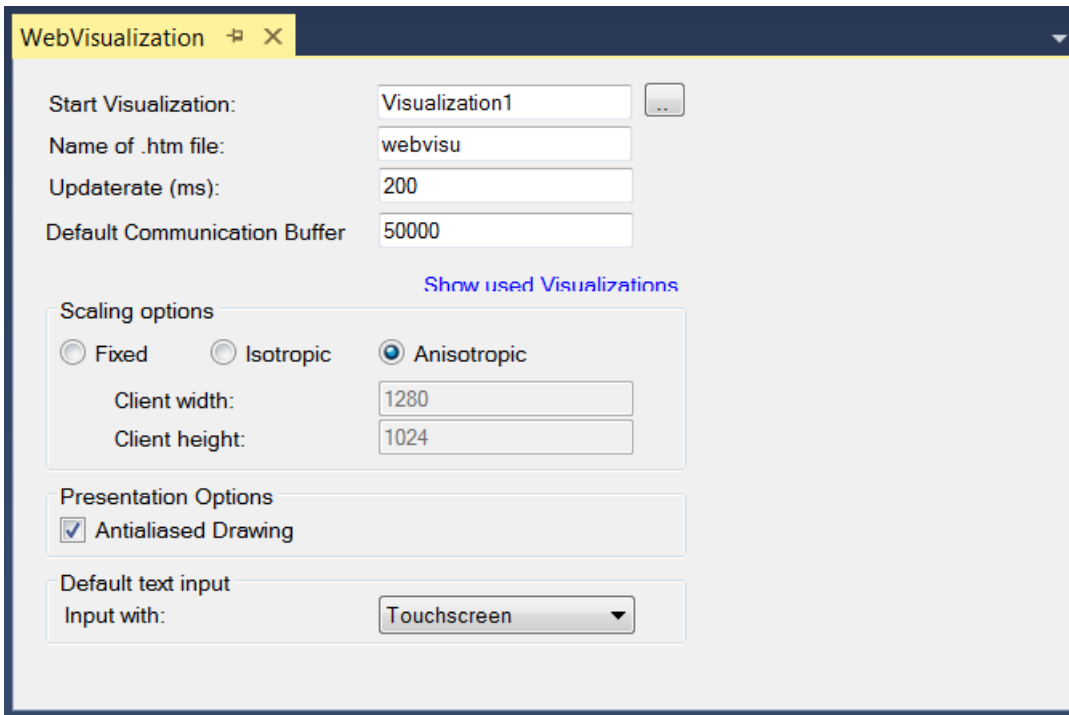 WebVisualization
Start Visualization: Visualization1 ..
Name of .htm file: webvisu
Updaterate (ms): 200
Default Communication Buffer 50000
Show used Visualizations
Scaling options
Fixed Isotropic Anisotropic
Client width: 1280
Client height: 1024
Presentation Options
Antialiased Drawing
Default text input
Input with: Touchscreen